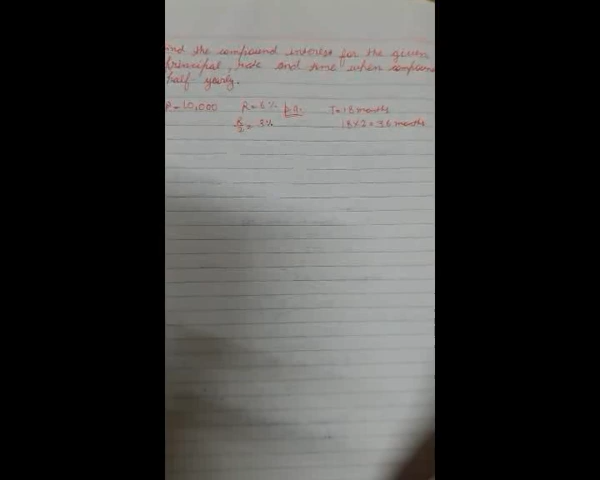 ind the compound interest for the given
Principal, rate and time when compound
half yearly.
P = 10,000 R = 6% p.a. T = 18 months
R/2 = 3% 18 x 2 = 36 months